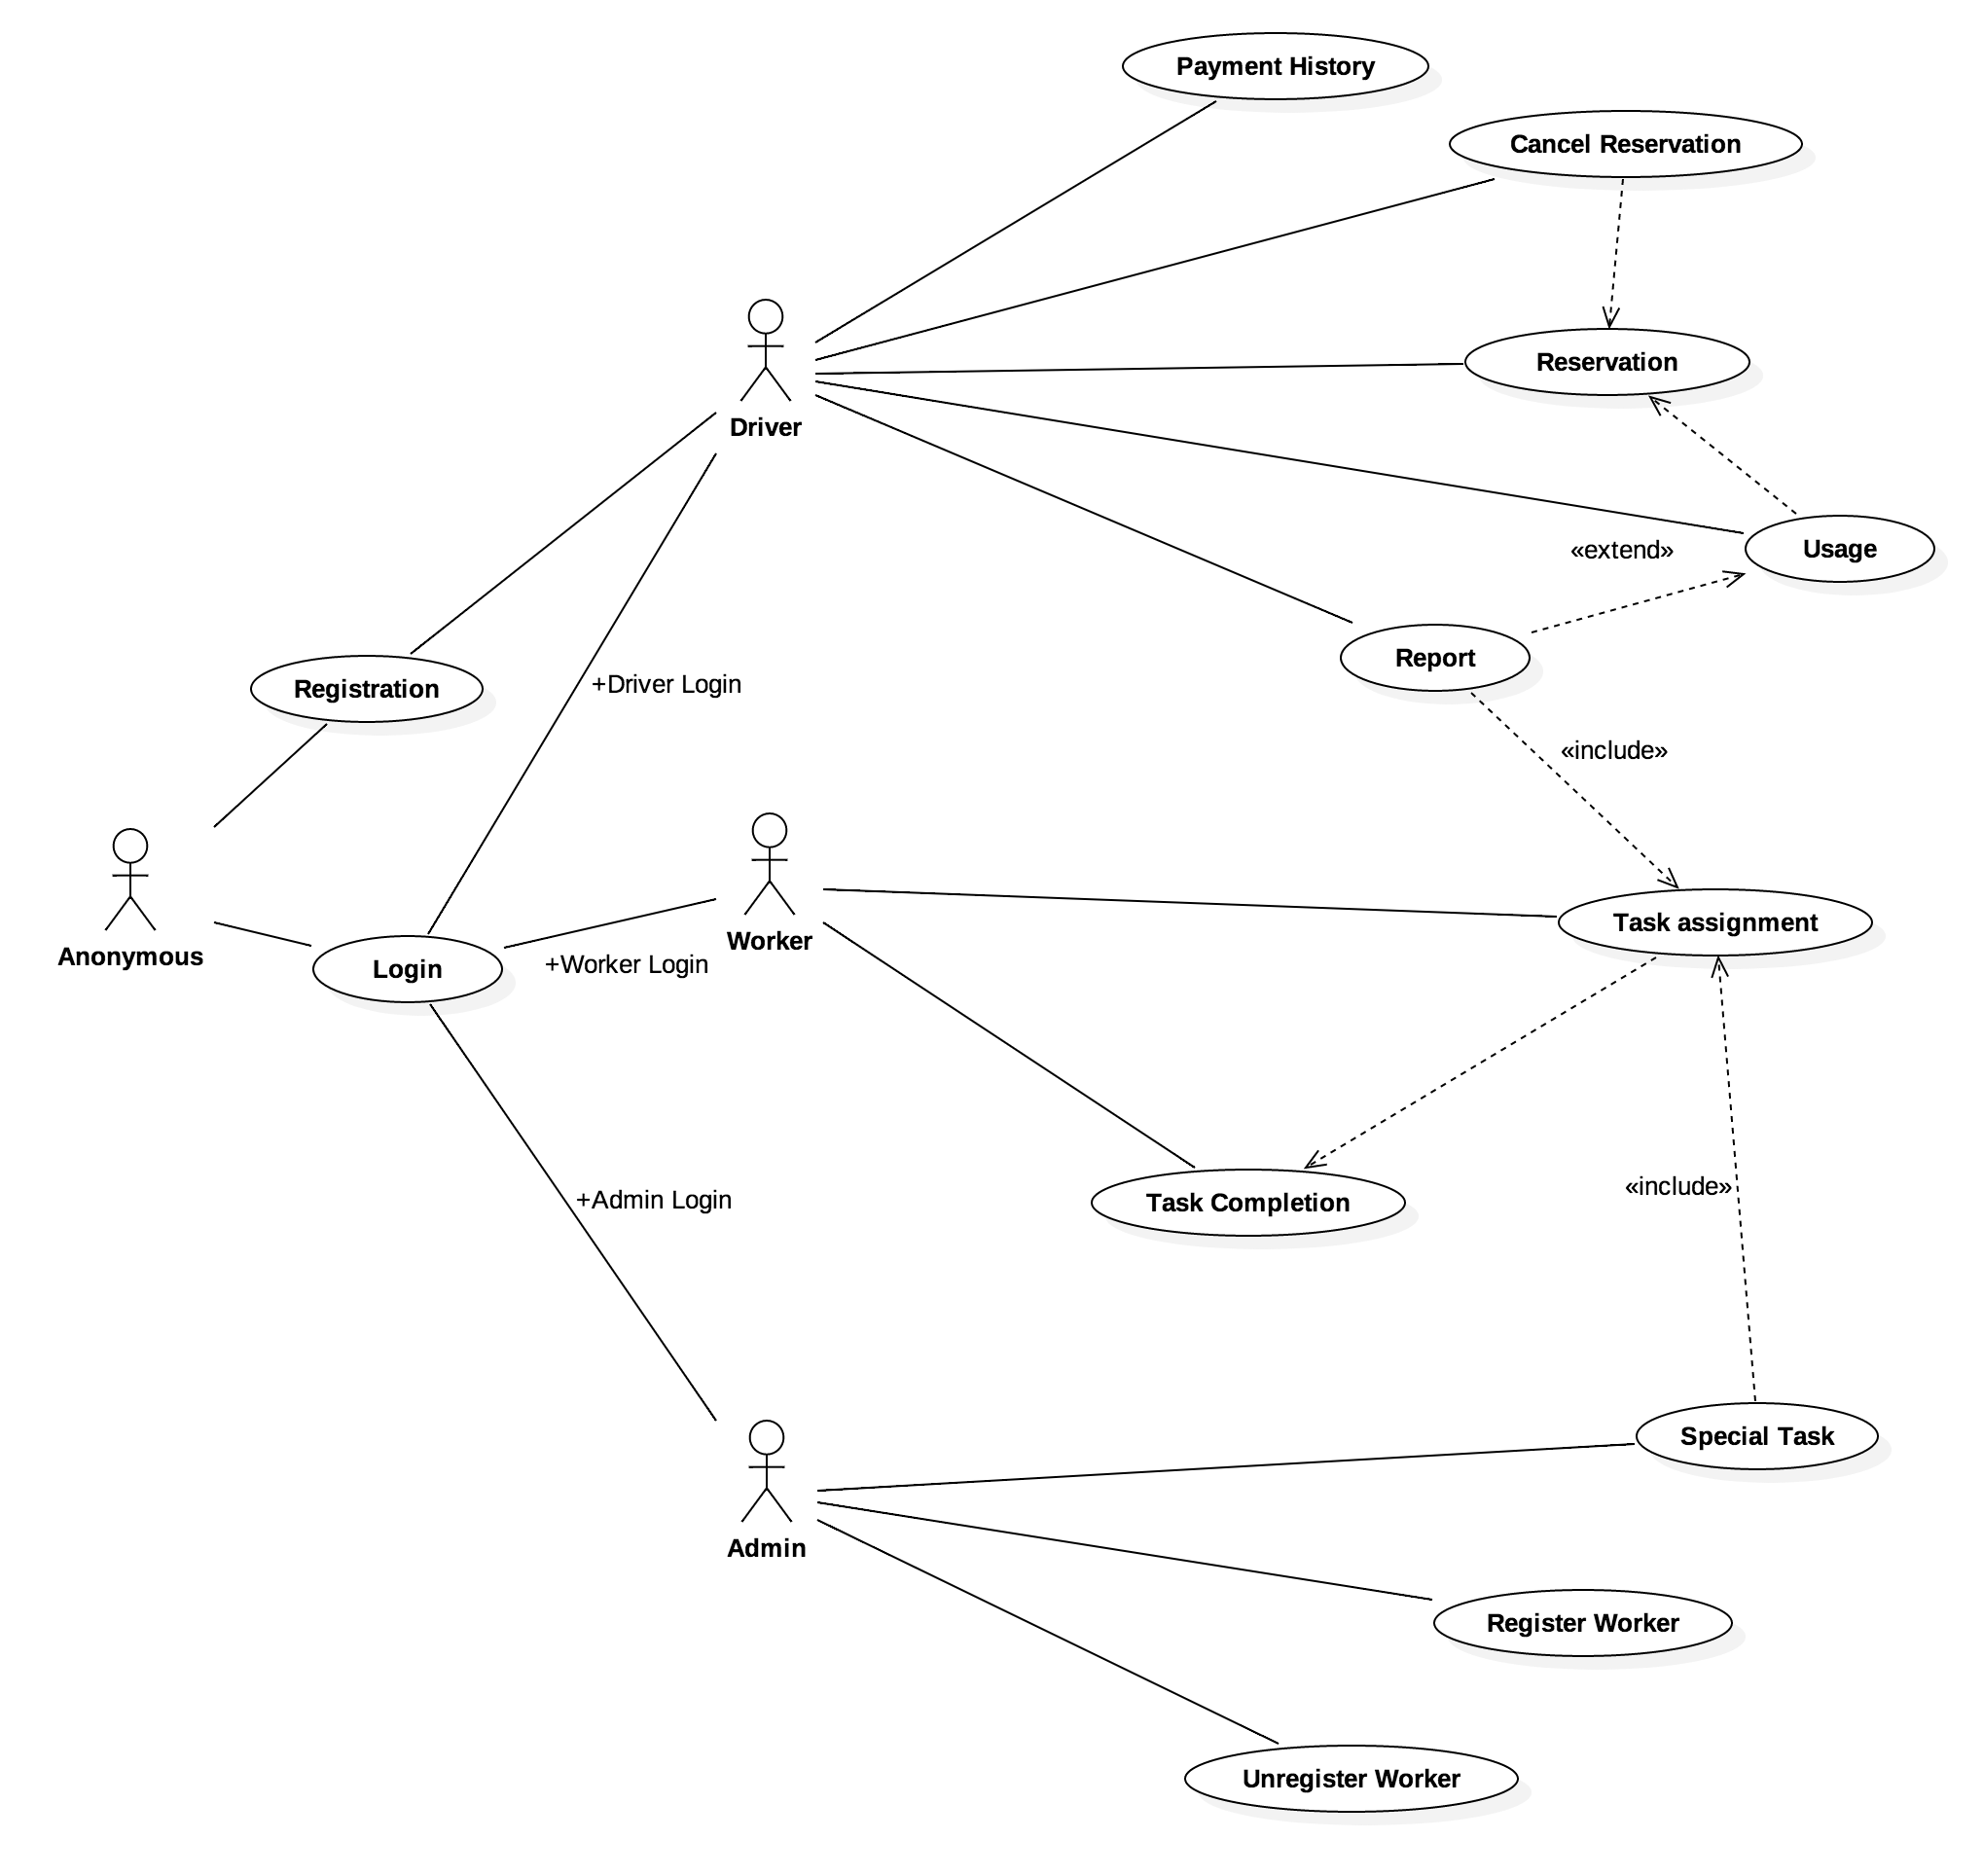 Payment History
Cancel Reservation
Reservation
Driver
Usage
«extend»
Report
Registration
+Driver Login
«include»
Worker
Task assignment
Anonymous
Login
+Worker Login
Task Completion
«include»
+Admin Login
Special Task
Admin
Register Worker
Unregister Worker